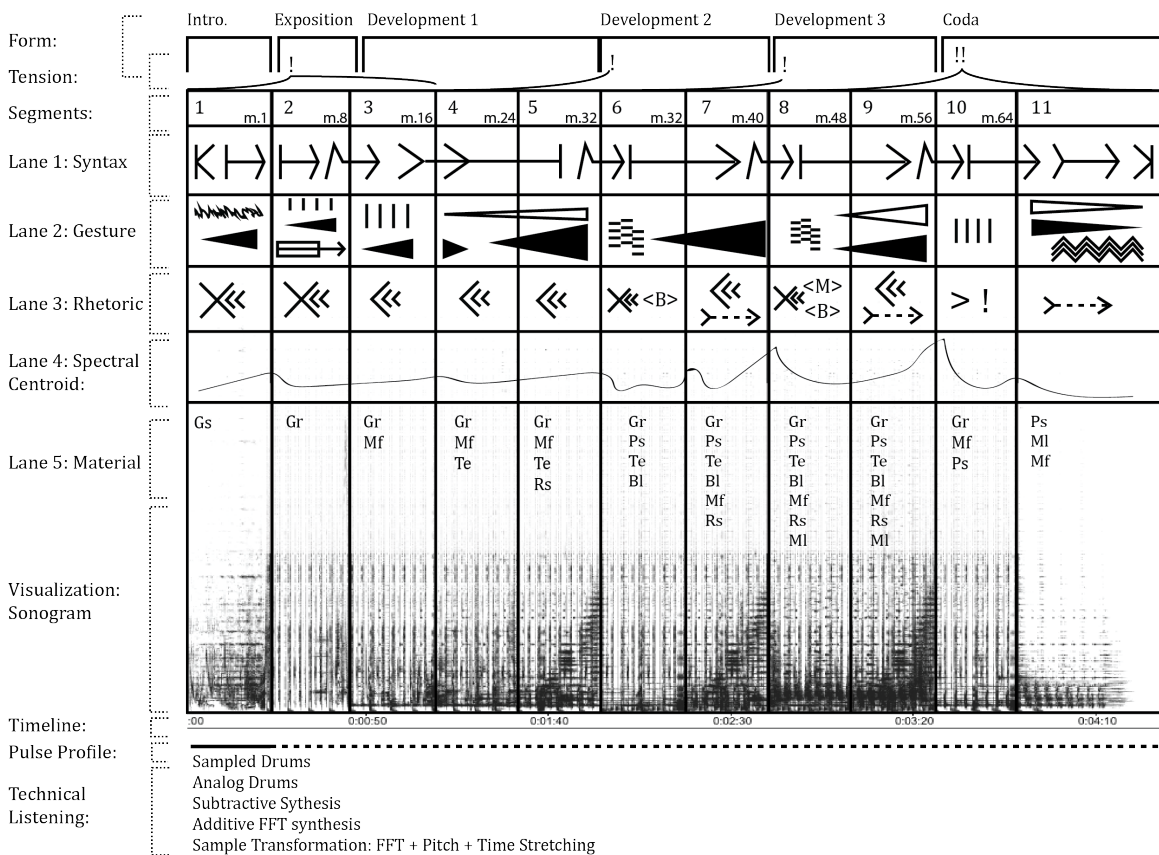 Intro. Exposition Development 1 Development 2 Development 3 Coda
Form:
Tension: ! ! ! !!
Segments: 1 m.1 2 m.8 3 m.16 4 m.24 5 m.32 6 m.32 7 m.40 8 m.48 9 m.56 10 m.64 11
Lane 1: Syntax
Lane 2: Gesture
Lane 3: Rhetoric <B> <M> <B> > !
Lane 4: Spectral
Centroid:
Gs Gr Gr Gr Gr Gr Gr Gr Gr Gr Ps
Mf Mf Mf Ps Ps Ps Ps Mf Ml
Lane 5: Material Te Te Te Te Te Te Ps Mf
Rs Bl Bl Bl Bl
Mf Mf Mf
Rs Rs Rs
Ml Ml
Visualization:
Sonogram
Timeline: :00 0:00:50 0:01:40 0:02:30 0:03:20 0:04:10
Pulse Profile:
Technical
Listening:
Sampled Drums
Analog Drums
Subtractive Sythesis
Additive FFT synthesis
Sample Transformation: FFT + Pitch + Time Stretching